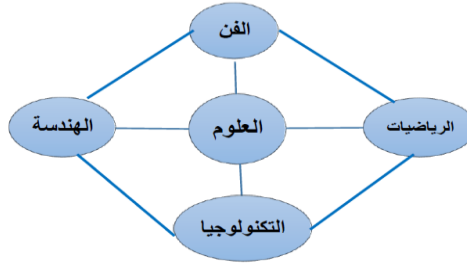 الفن
الرياضيات
العلوم
الهندسة
التكنولوجيا